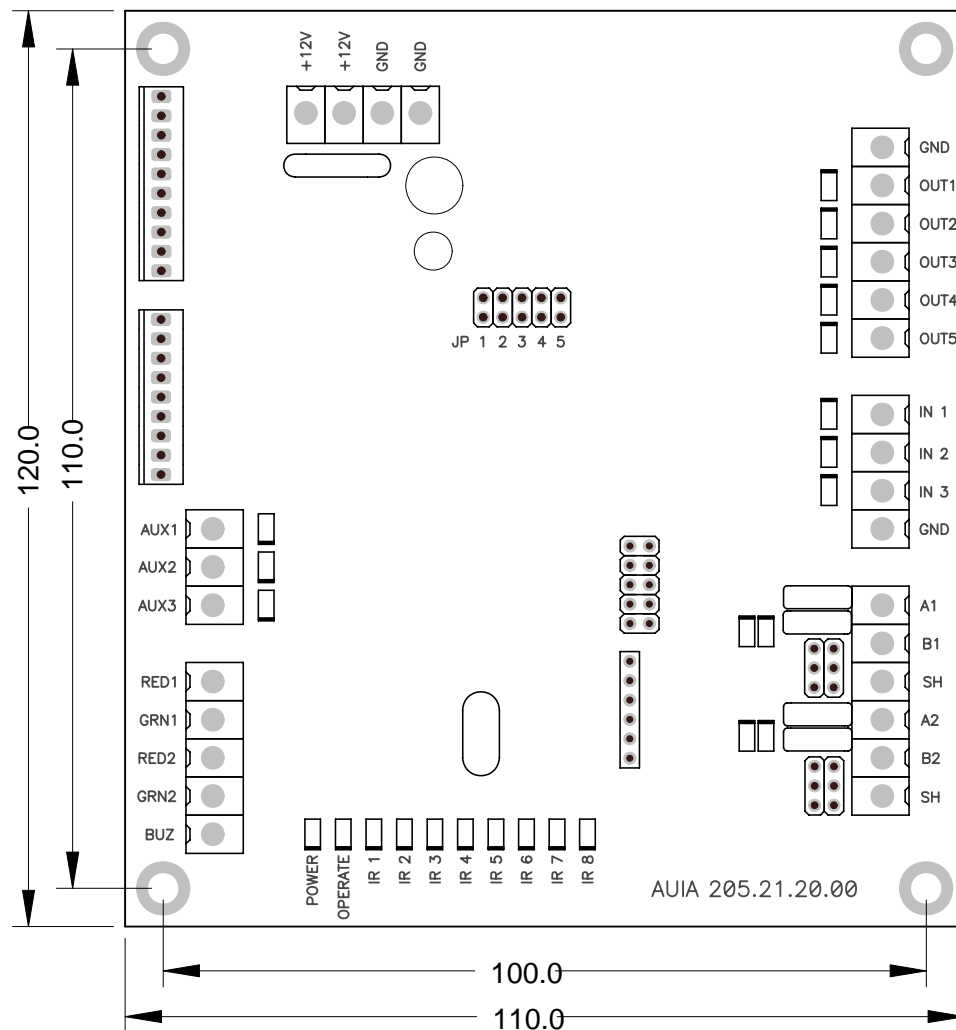 +12V
+12V
GND
GND
GND
OUT1
OUT2
OUT3
OUT4
OUT5
JP 1 2 3 4 5
IN 1
IN 2
IN 3
GND
120.0
110.0
AUX1
AUX2
AUX3
A1
B1
SH
A2
B2
SH
RED1
GRN1
RED2
GRN2
BUZ
POWER
OPERATE
IR 1
IR 2
IR 3
IR 4
IR 5
IR 6
IR 7
IR 8
AUIA 205.21.20.00
100.0
110.0